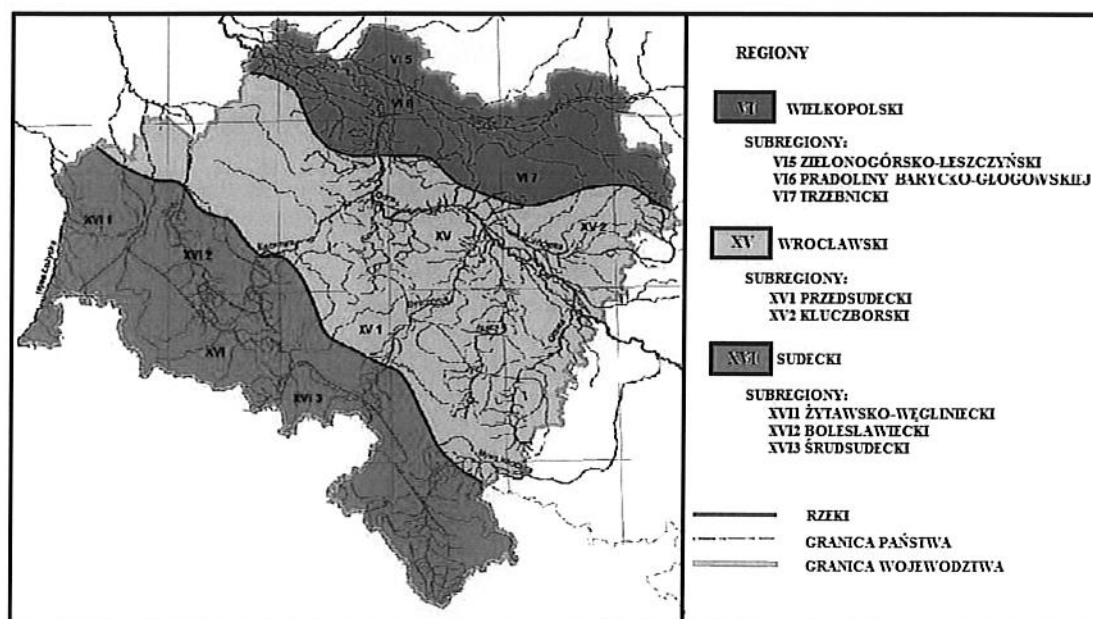 VI 5
VI 6
VI 7
XV 2
XV
XVI 1
XVI 2
XV 1
XVI
XVI 3
REGIONY
VI WIELKOPOLSKI
SUBREGIONY:
VI5 ZIELONOGÓRSKO-LESZCZYŃSKI
VI6 PRADOLINY BARYCKO-GŁOGOWSKIEJ
VI7 TRZEBNICKI
XV WROCŁAWSKI
SUBREGIONY:
XV1 PRZEDSUDECKI
XV2 KLUCZBORSKI
XVI SUDECKI
SUBREGIONY:
XVI1 ŻYTAWSKO-WĘGLINIECKI
XVI2 BOLESŁAWIECKI
XVI3 ŚRUDSUDECKI
RZEKI
GRANICA PAŃSTWA
GRANICA WOJEWODZTWA